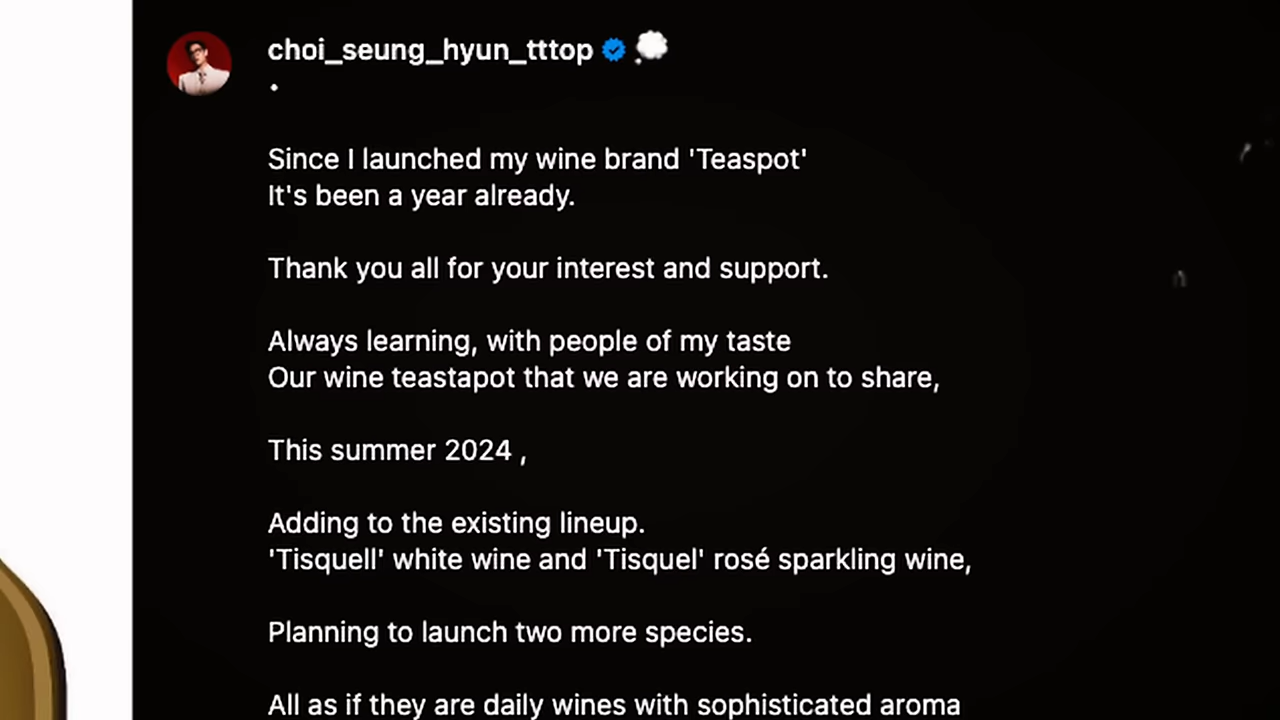 choi_seung_hyun_tttop
.
Since I launched my wine brand 'Teaspot'
It's been a year already.
Thank you all for your interest and support.
Always learning, with people of my taste
Our wine teastapot that we are working on to share,
This summer 2024 ,
Adding to the existing lineup.
'Tisquell' white wine and 'Tisquel' rosé sparkling wine,
Planning to launch two more species.
All as if they are daily wines with sophisticated aroma